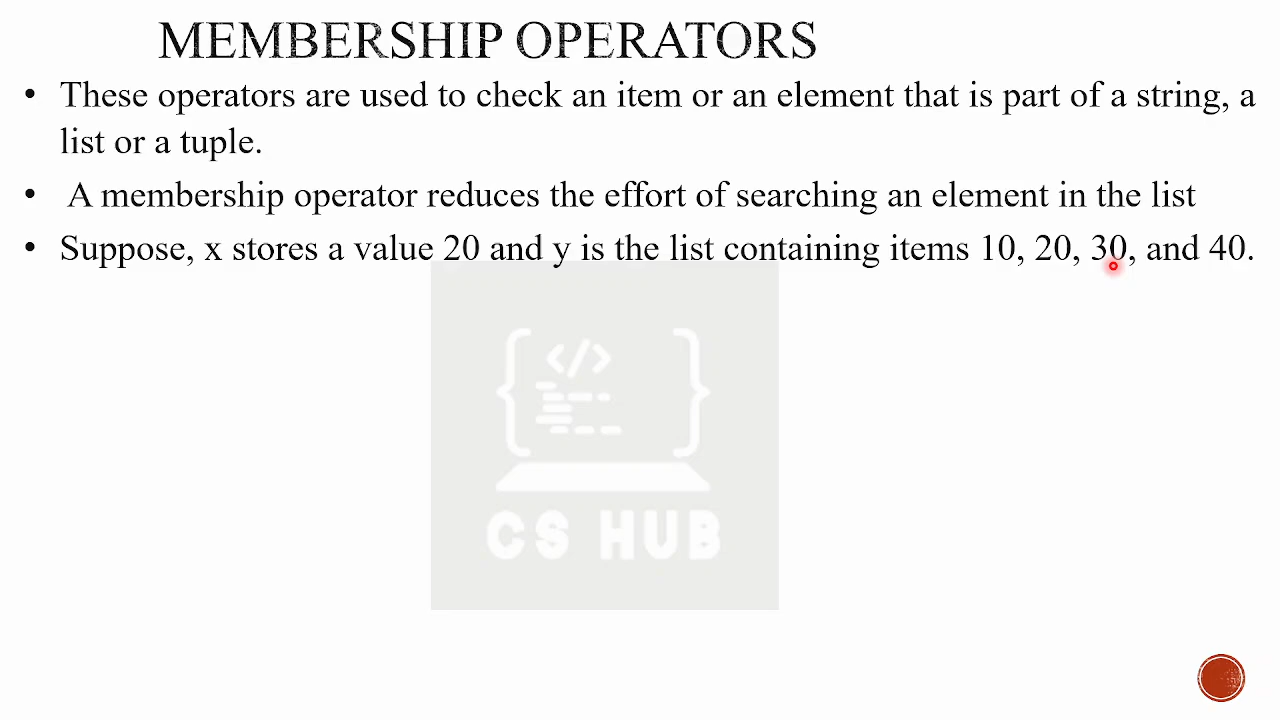 MEMBERSHIP OPERATORS
• These operators are used to check an item or an element that is part of a string, a
list or a tuple.
• A membership operator reduces the effort of searching an element in the list
• Suppose, x stores a value 20 and y is the list containing items 10, 20, 30, and 40.
</>
CS HUB